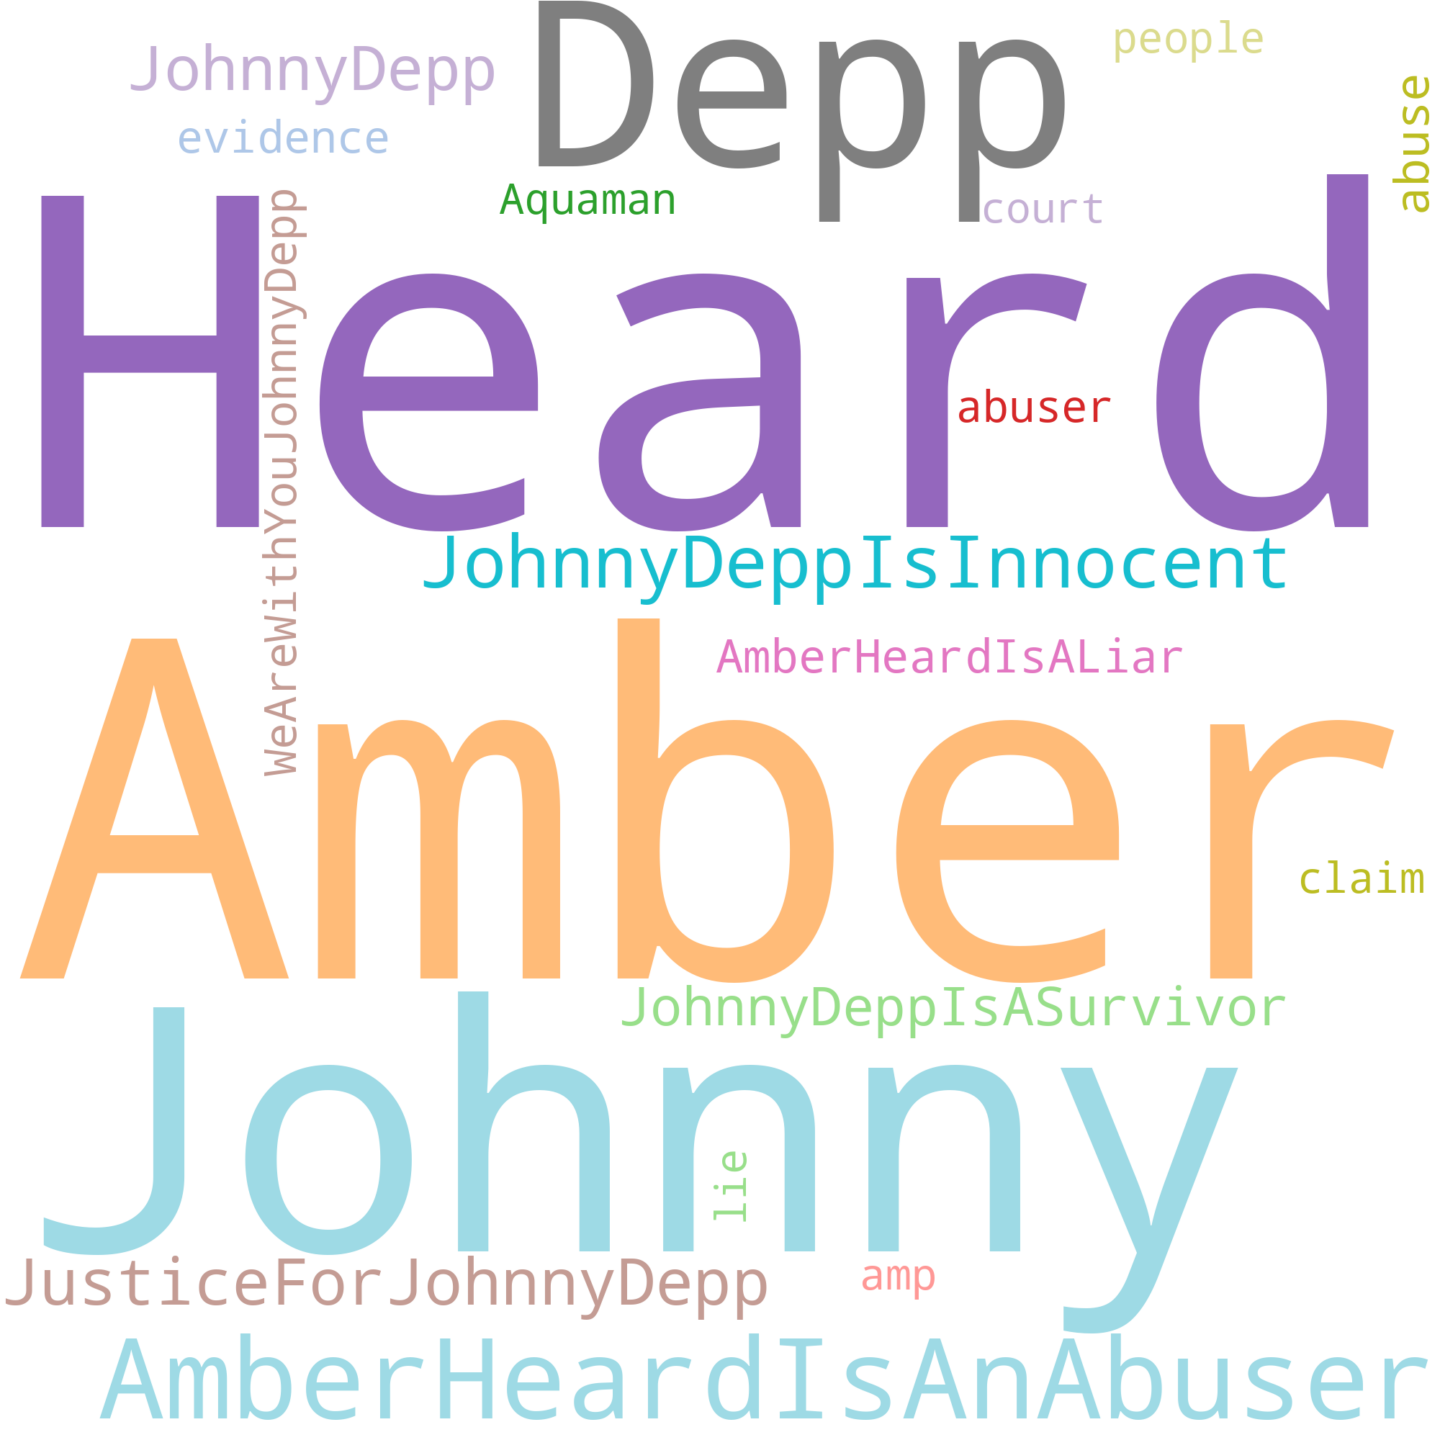 Depp
people
JohnnyDepp
abuse
evidence
Aquaman
court
Heard
WeAreWithYouJohnnyDepp
abuser
JohnnyDeppIsInnocent
AmberHeardIsALiar
Amber
claim
JohnnyDeppIsASurvivor
Johnny
lie
JusticeForJohnnyDepp
amp
AmberHeardIsAnAbuser